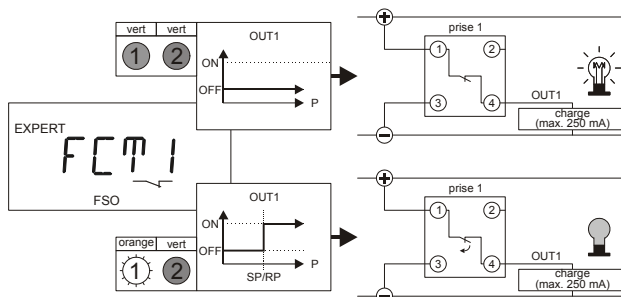 vert vert
1 2
OUT1
ON
OFF
P
prise 1
1 2
3 4
OUT1
charge
(max. 250 mA)
EXPERT
FCT1
FSO
orange vert
1 2
OUT1
ON
OFF
P
SP/RP
prise 1
1 2
3 4
OUT1
charge
(max. 250 mA)